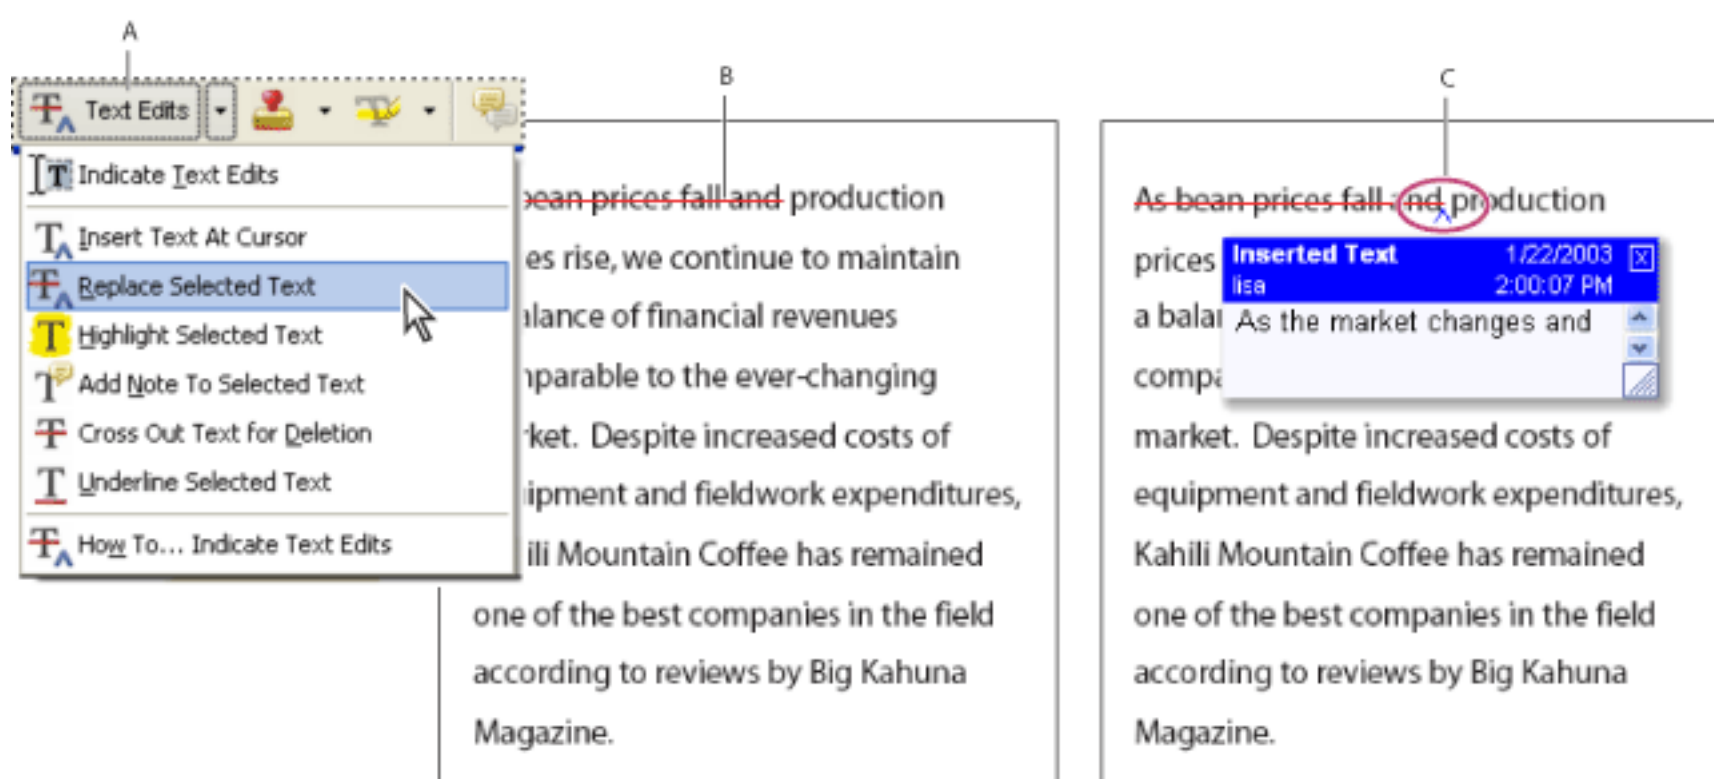 A
B
C
Text Edits
Indicate Text Edits
Insert Text At Cursor
Replace Selected Text
Highlight Selected Text
Add Note To Selected Text
Cross Out Text for Deletion
Underline Selected Text
How To... Indicate Text Edits
bean prices fall and production
es rise, we continue to maintain
alance of financial revenues
nparable to the ever-changing
rket. Despite increased costs of
ipment and fieldwork expenditures,
ili Mountain Coffee has remained
one of the best companies in the field
according to reviews by Big Kahuna
Magazine.
As bean prices fall and production
prices
a balan
compa
market. Despite increased costs of
equipment and fieldwork expenditures,
Kahili Mountain Coffee has remained
one of the best companies in the field
according to reviews by Big Kahuna
Magazine.
Inserted Text 1/22/2003
lisa 2:00:07 PM
As the market changes and